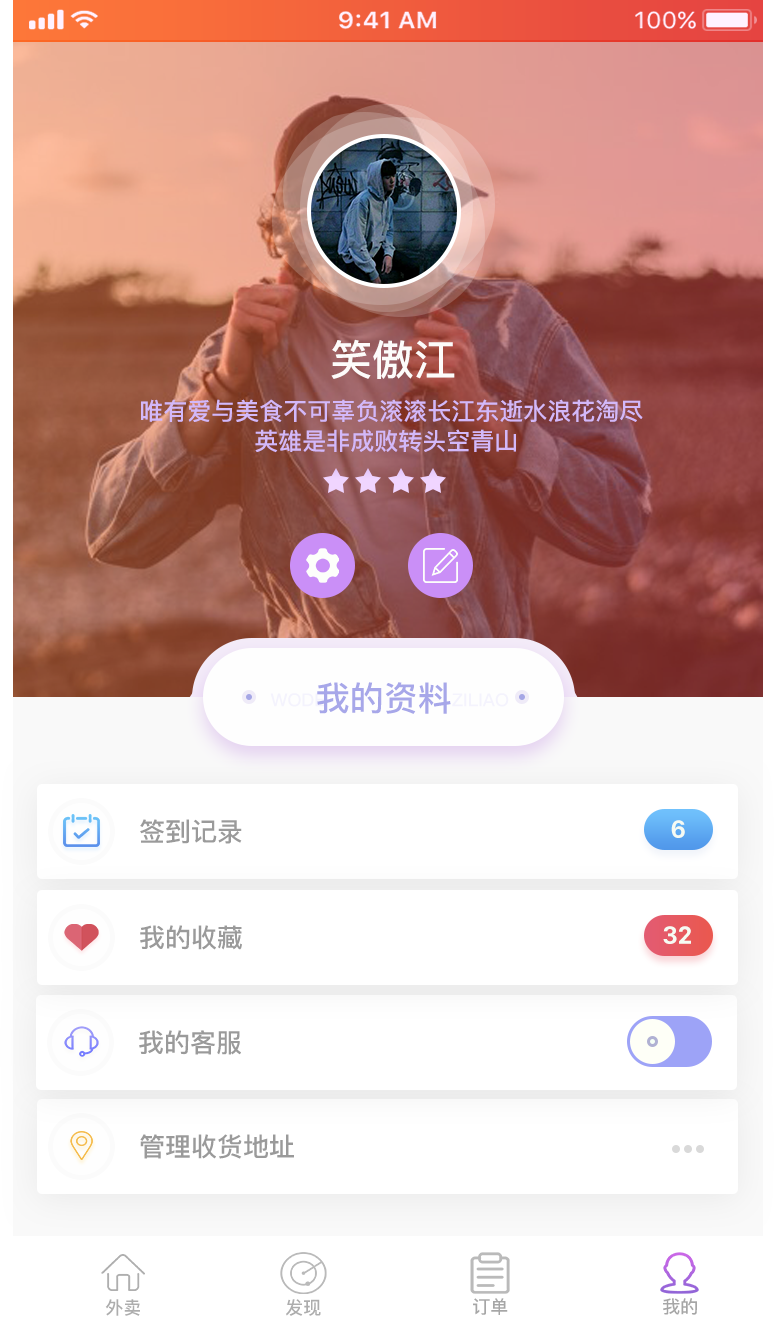 9:41 AM
100%
笑傲江
唯有爱与美食不可辜负滚滚长江东逝水浪花淘尽
英雄是非成败转头空青山
我的资料
ZILIAO
签到记录
6
我的收藏
32
我的客服
管理收货地址
外卖
发现
订单
我的